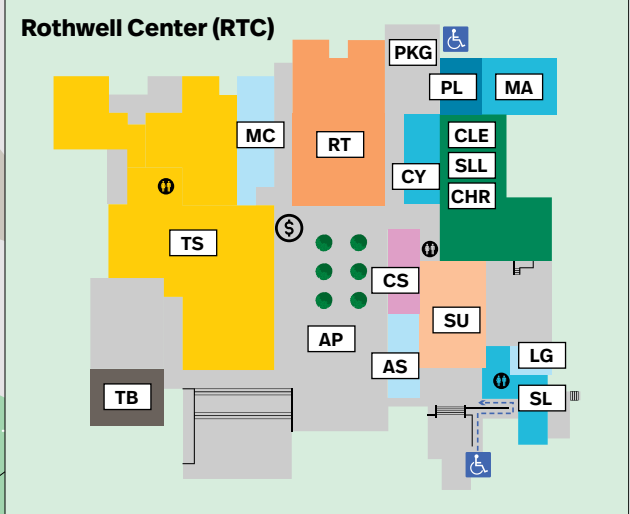 Rothwell Center (RTC)
PKG
PL
MA
MC
RT
CLE
SLL
CY
CHR
$
TS
CS
SU
AP
LG
AS
TB
SL